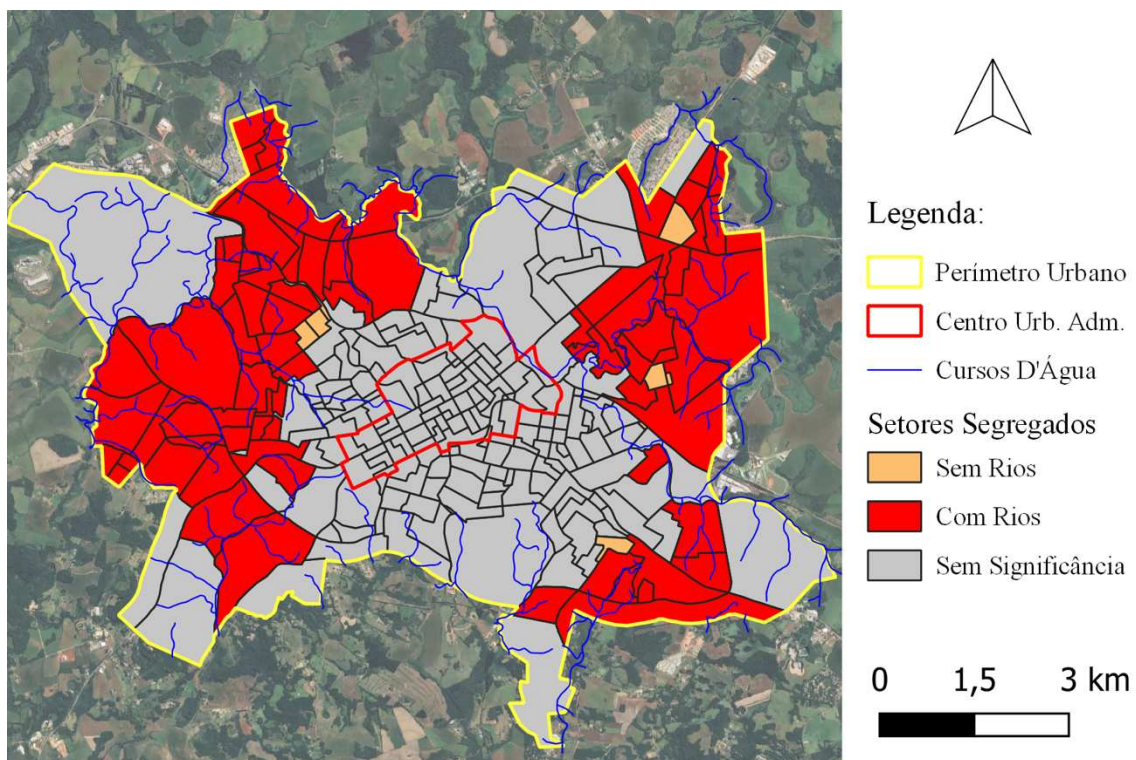 Legenda:
Perímetro Urbano
Centro Urb. Adm.
Cursos D'Água
Setores Segregados
Sem Rios
Com Rios
Sem Significância
0 1,5 3 km